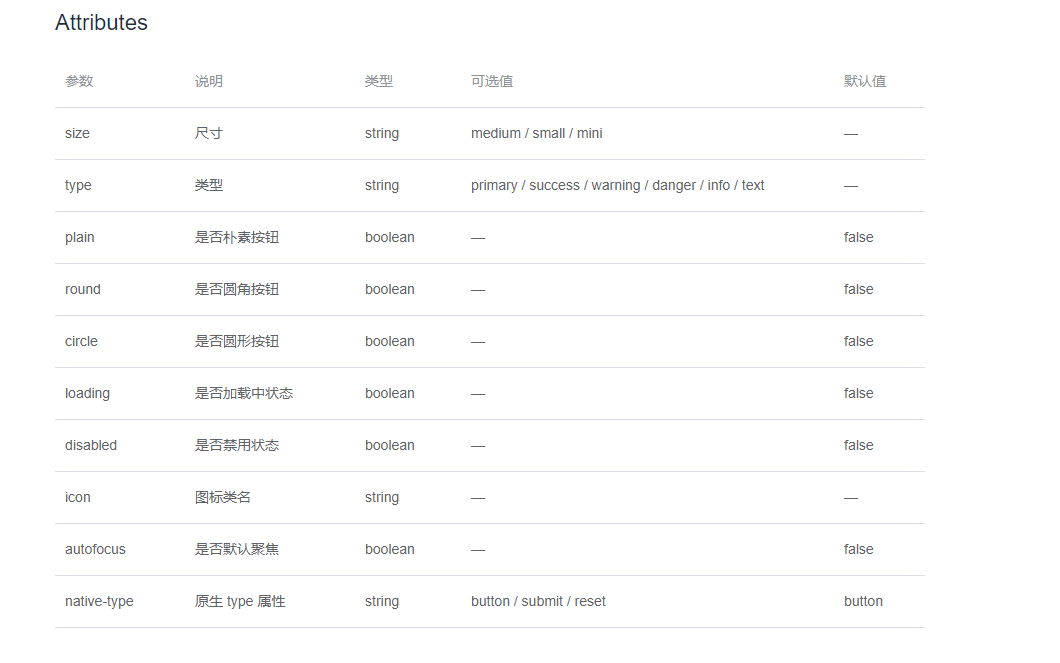 Attributes
参数 说明 类型 可选值 默认值
size 尺寸 string medium / small / mini —
type 类型 string primary / success / warning / danger / info / text —
plain 是否朴素按钮 boolean — false
round 是否圆角按钮 boolean — false
circle 是否圆形按钮 boolean — false
loading 是否加载中状态 boolean — false
disabled 是否禁用状态 boolean — false
icon 图标类名 string — —
autofocus 是否默认聚焦 boolean — false
native-type 原生 type 属性 string button / submit / reset button